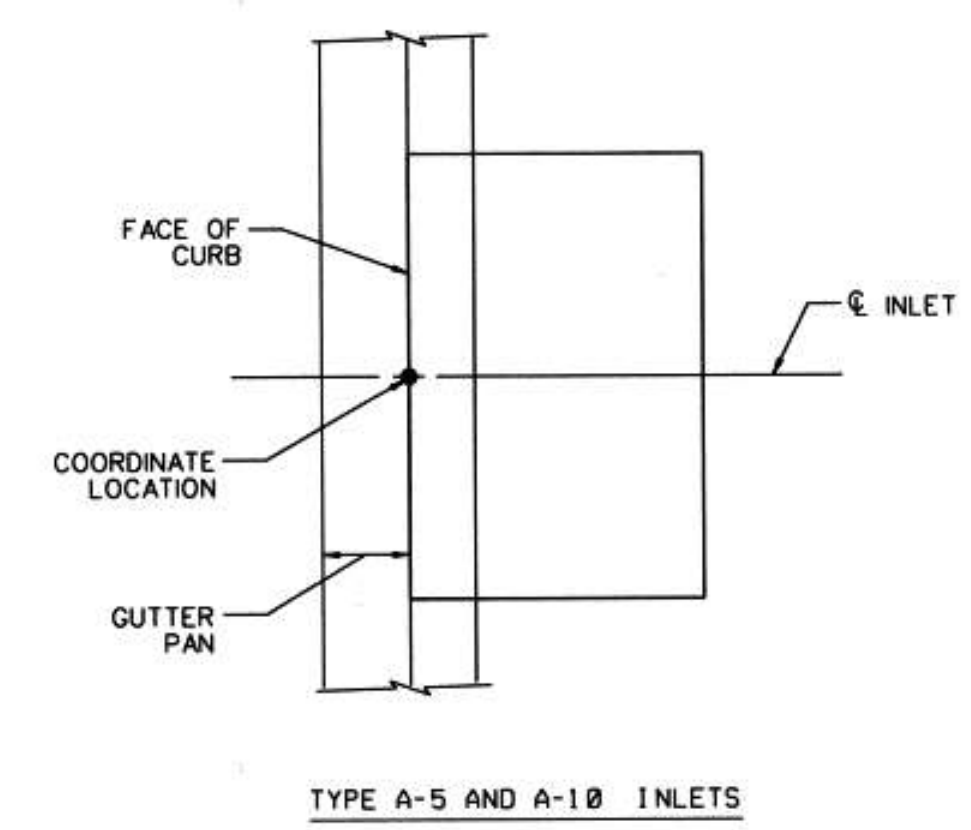 FACE OF
CURB
℄ INLET
COORDINATE
LOCATION
GUTTER
PAN
TYPE A-5 AND A-10 INLETS